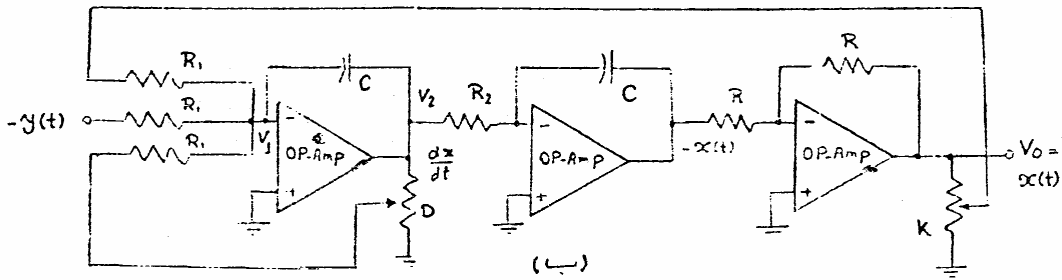 R₁
R₁
R₁
-y(t)
V₁
C
OP-Amp
V₂
dx/dt
D
R₂
C
OP-Amp
-x(t)
R
R
OP-Amp
V₀ =
x(t)
K
(ب)